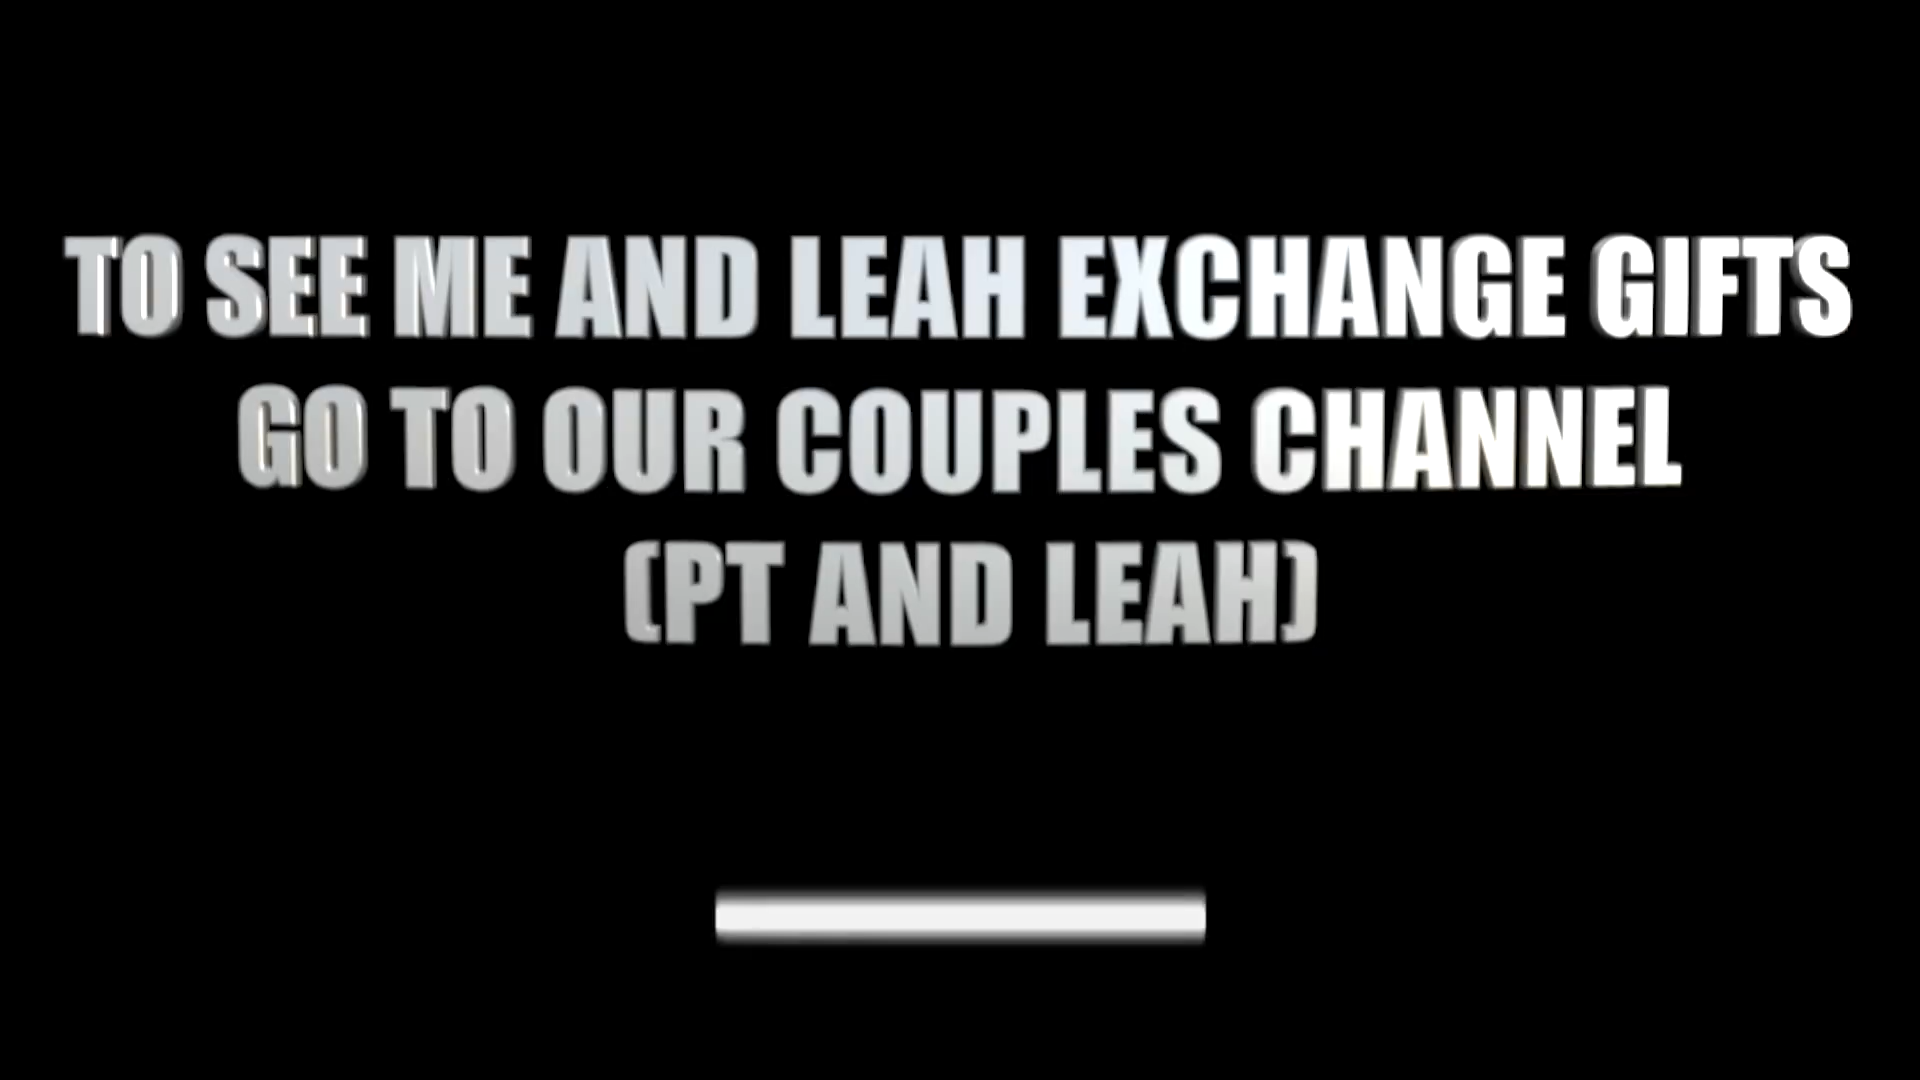 TO SEE ME AND LEAH EXCHANGE GIFTS
GO TO OUR COUPLES CHANNEL
(PT AND LEAH)